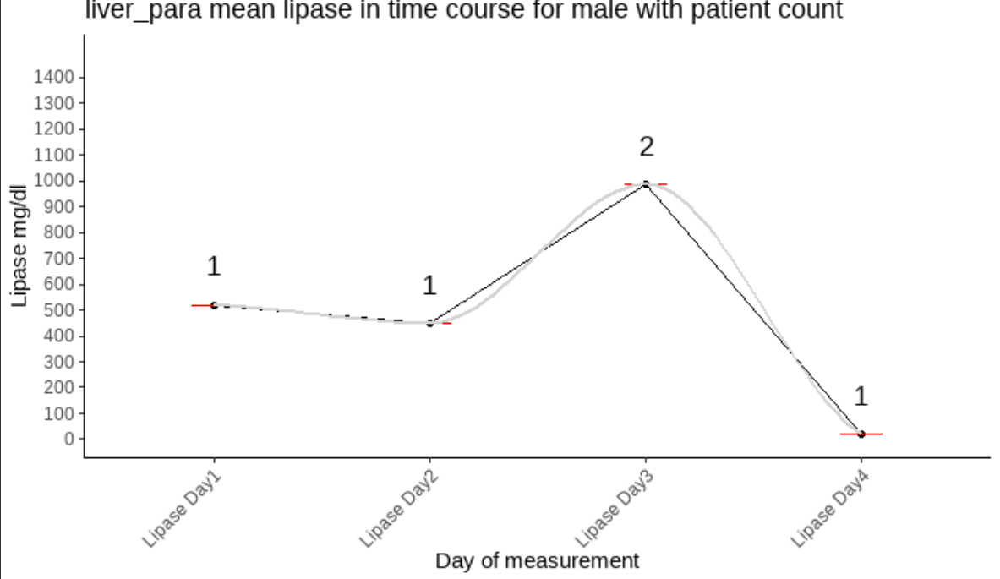 liver_para mean lipase in time course for male with patient count
Lipase mg/dl
1400
1300
1200
1100
1000
900
800
700
600
500
400
300
200
100
0
1
1
2
1
Lipase Day1
Lipase Day2
Lipase Day3
Lipase Day4
Day of measurement